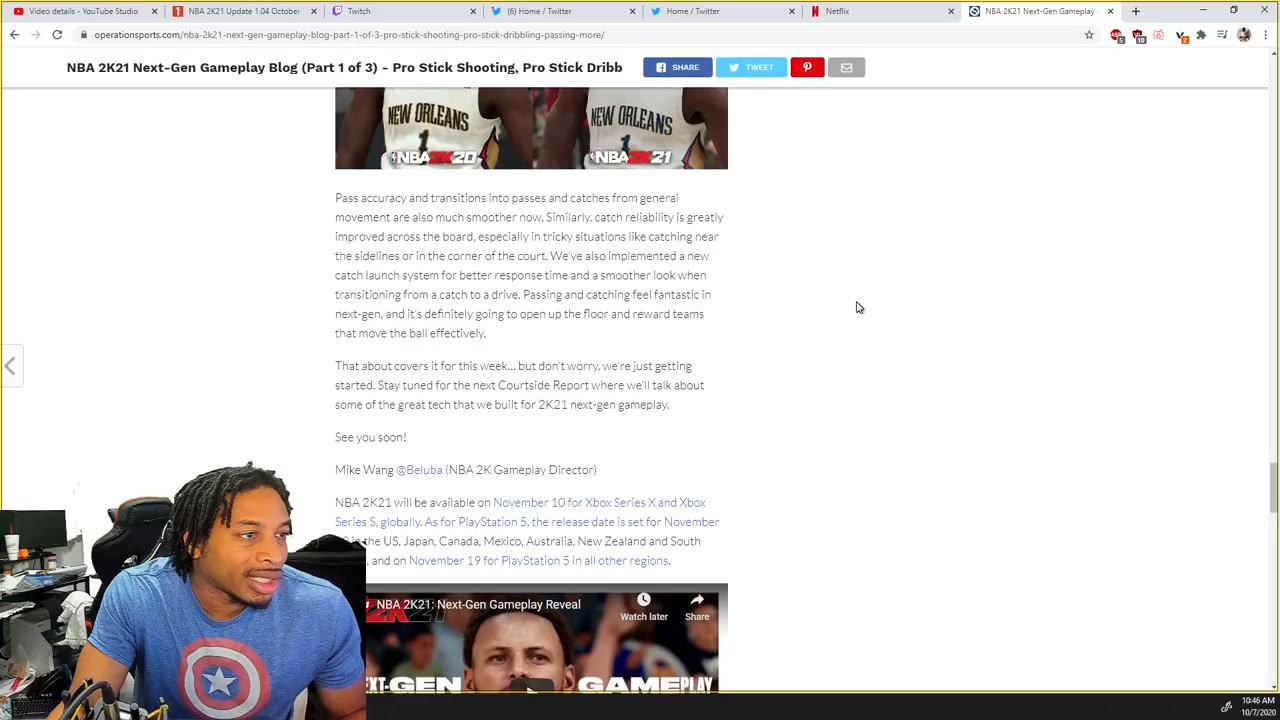 Video details - YouTube Studio
NBA 2K21 Update 1.04 October
Twitch
(6) Home / Twitter
Home / Twitter
Netflix
NBA 2K21 Next-Gen Gameplay
operationsports.com/nba-2k21-next-gen-gameplay-blog-part-1-of-3-pro-stick-shooting-pro-stick-dribbling-passing-more/
5
10
2
NBA 2K21 Next-Gen Gameplay Blog (Part 1 of 3) - Pro Stick Shooting, Pro Stick Dribb
SHARE
TWEET
NEW ORLEANS
1
NBA2K20
NEW ORLEANS
1
NBA2K21
Pass accuracy and transitions into passes and catches from general
movement are also much smoother now. Similarly, catch reliability is greatly
improved across the board, especially in tricky situations like catching near
the sidelines or in the corner of the court. We've also implemented a new
catch launch system for better response time and a smoother look when
transitioning from a catch to a drive. Passing and catching feel fantastic in
next-gen, and it's definitely going to open up the floor and reward teams
that move the ball effectively.
That about covers it for this week... but don't worry, we're just getting
started. Stay tuned for the next Courtside Report where we'll talk about
some of the great tech that we built for 2K21 next-gen gameplay.
See you soon!
Mike Wang @Beluba (NBA 2K Gameplay Director)
NBA 2K21 will be available on November 10 for Xbox Series X and Xbox
Series S, globally. As for PlayStation 5, the release date is set for November
in the US, Japan, Canada, Mexico, Australia, New Zealand and South
, and on November 19 for PlayStation 5 in all other regions.
NBA 2K21: Next-Gen Gameplay Reveal
Watch later
Share
2K21
EXT-GEN GAMEPLAY
10:46 AM
10/7/2020